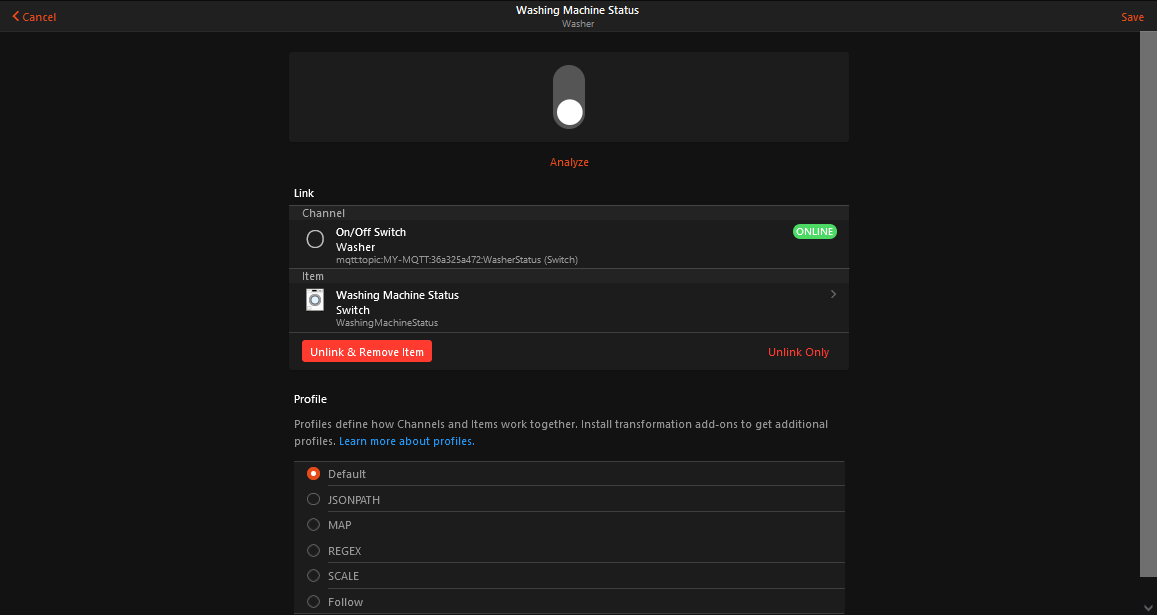 Cancel
Washing Machine Status
Washer
Save
Analyze
Link
Channel
On/Off Switch
ONLINE
Washer
mqtt:topic:MY-MQTT:36a325a472:WasherStatus (Switch)
Item
Washing Machine Status
Switch
WashingMachineStatus
Unlink & Remove Item
Unlink Only
Profile
Profiles define how Channels and Items work together. Install transformation add-ons to get additional
profiles. Learn more about profiles.
Default
JSONPATH
MAP
REGEX
SCALE
Follow